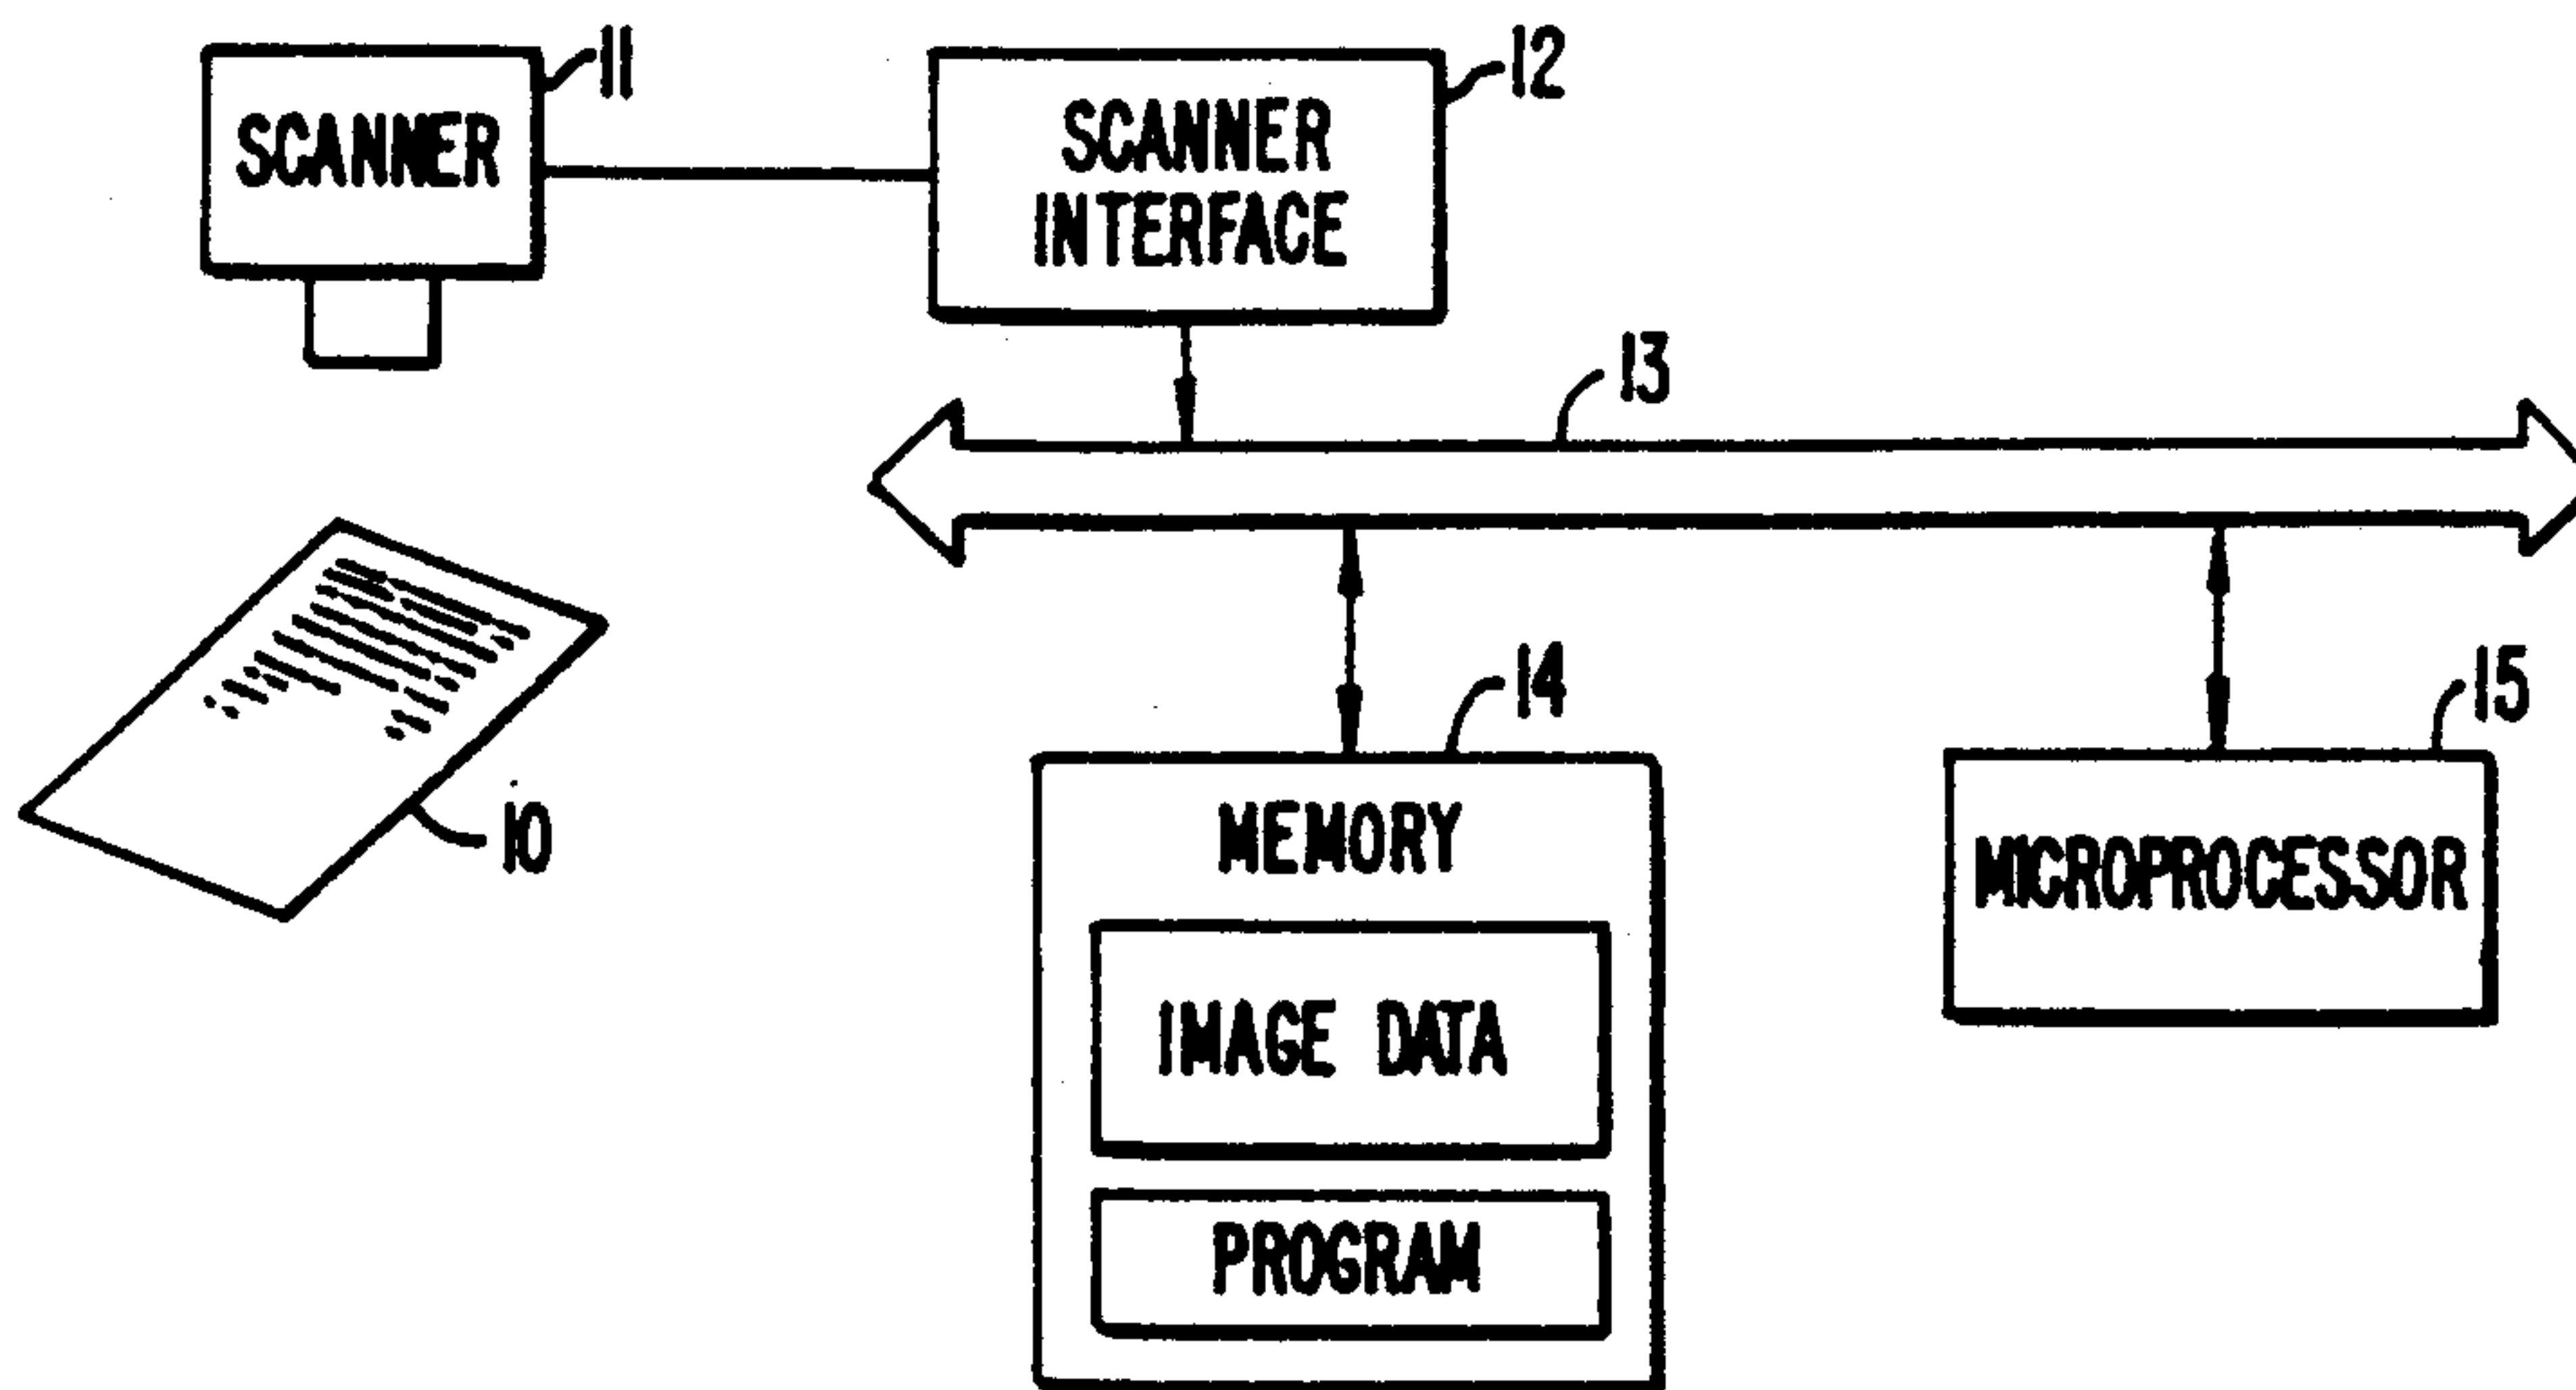 11
SCANNER
12
SCANNER
INTERFACE
13
10
14
MEMORY
IMAGE DATA
PROGRAM
15
MICROPROCESSOR